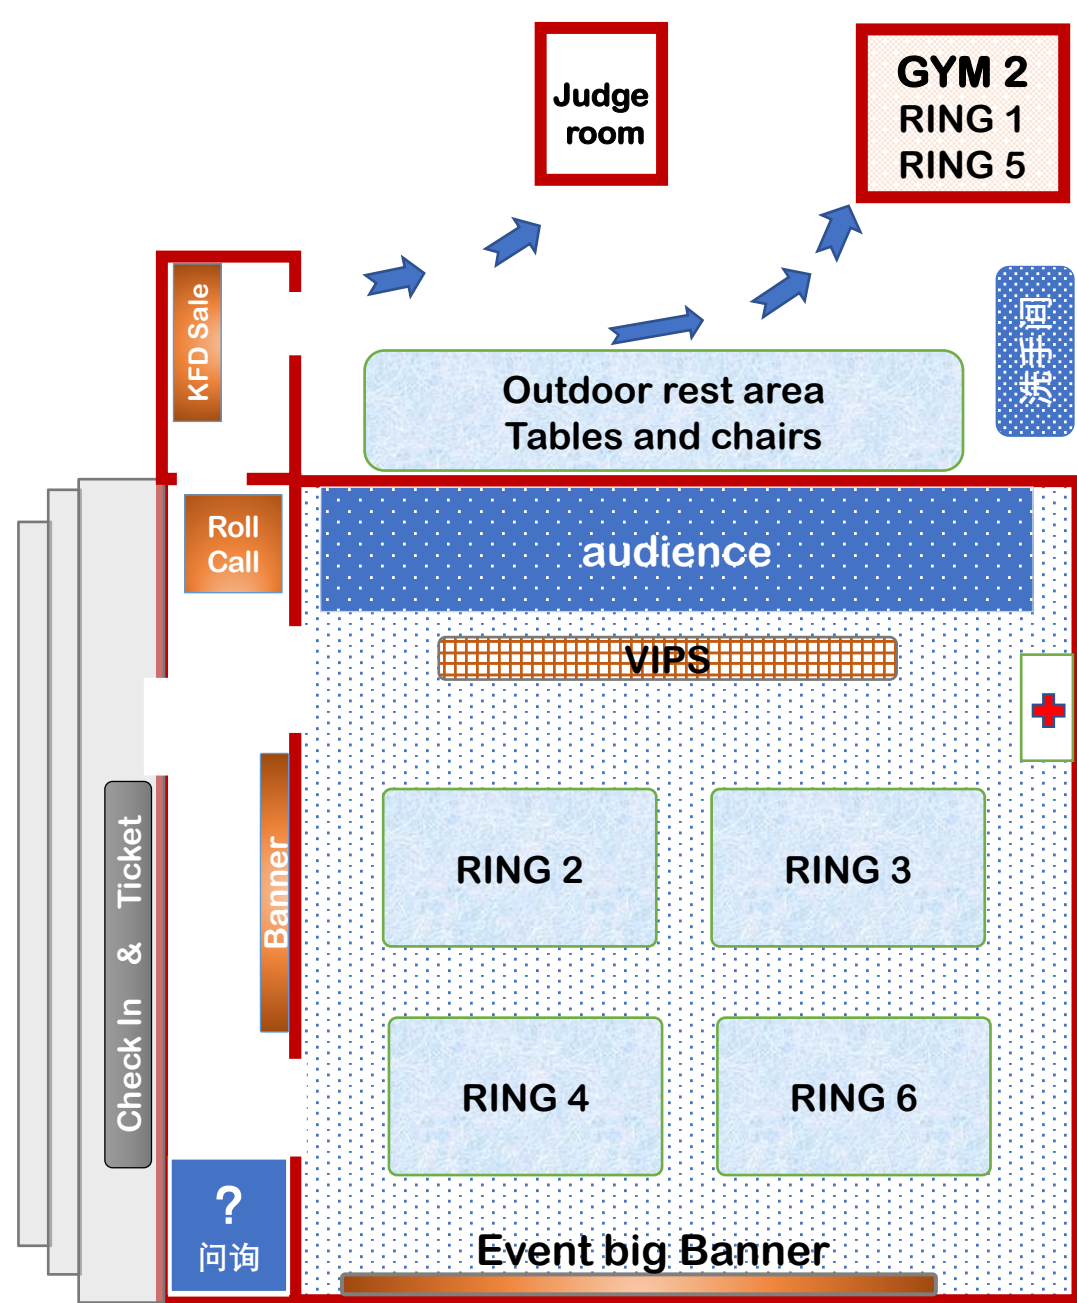 Judge
room
GYM 2
RING 1
RING 5
KFD Sale
洗手间
Outdoor rest area
Tables and chairs
Roll
Call
audience
VIPS
Banner
Check In & Ticket
RING 2
RING 3
RING 4
RING 6
?
问询
Event big Banner